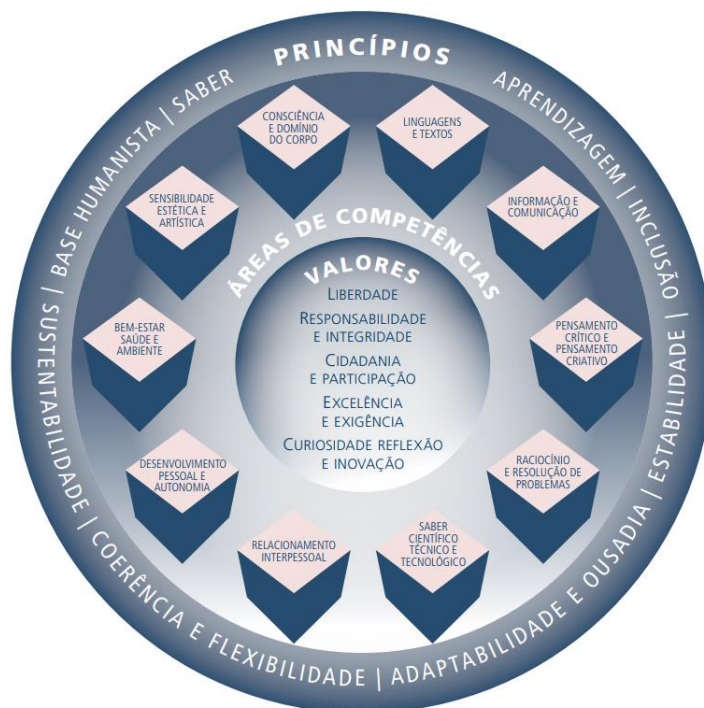 PRINCÍPIOS
BASE HUMANISTA | SABER
APRENDIZAGEM | INCLUSÃO | ESTABILIDADE |
ADAPTABILIDADE E OUSADIA |
COERÊNCIA E FLEXIBILIDADE |
SUSTENTABILIDADE |
ÁREAS DE COMPETÊNCIAS
LINGUAGENS
E TEXTOS
INFORMAÇÃO E
COMUNICAÇÃO
PENSAMENTO
CRÍTICO E
PENSAMENTO
CRIATIVO
RACIOCÍNIO
E RESOLUÇÃO DE
PROBLEMAS
SABER
CIENTÍFICO
TÉCNICO E
TECNOLÓGICO
RELACIONAMENTO
INTERPESSOAL
DESENVOLVIMENTO
PESSOAL E
AUTONOMIA
BEM-ESTAR
SAÚDE E
AMBIENTE
SENSIBILIDADE
ESTÉTICA E
ARTÍSTICA
CONSCIÊNCIA
E DOMÍNIO
DO CORPO
VALORES
LIBERDADE
RESPONSABILIDADE
E INTEGRIDADE
CIDADANIA
E PARTICIPAÇÃO
EXCELÊNCIA
E EXIGÊNCIA
CURIOSIDADE REFLEXÃO
E INOVAÇÃO